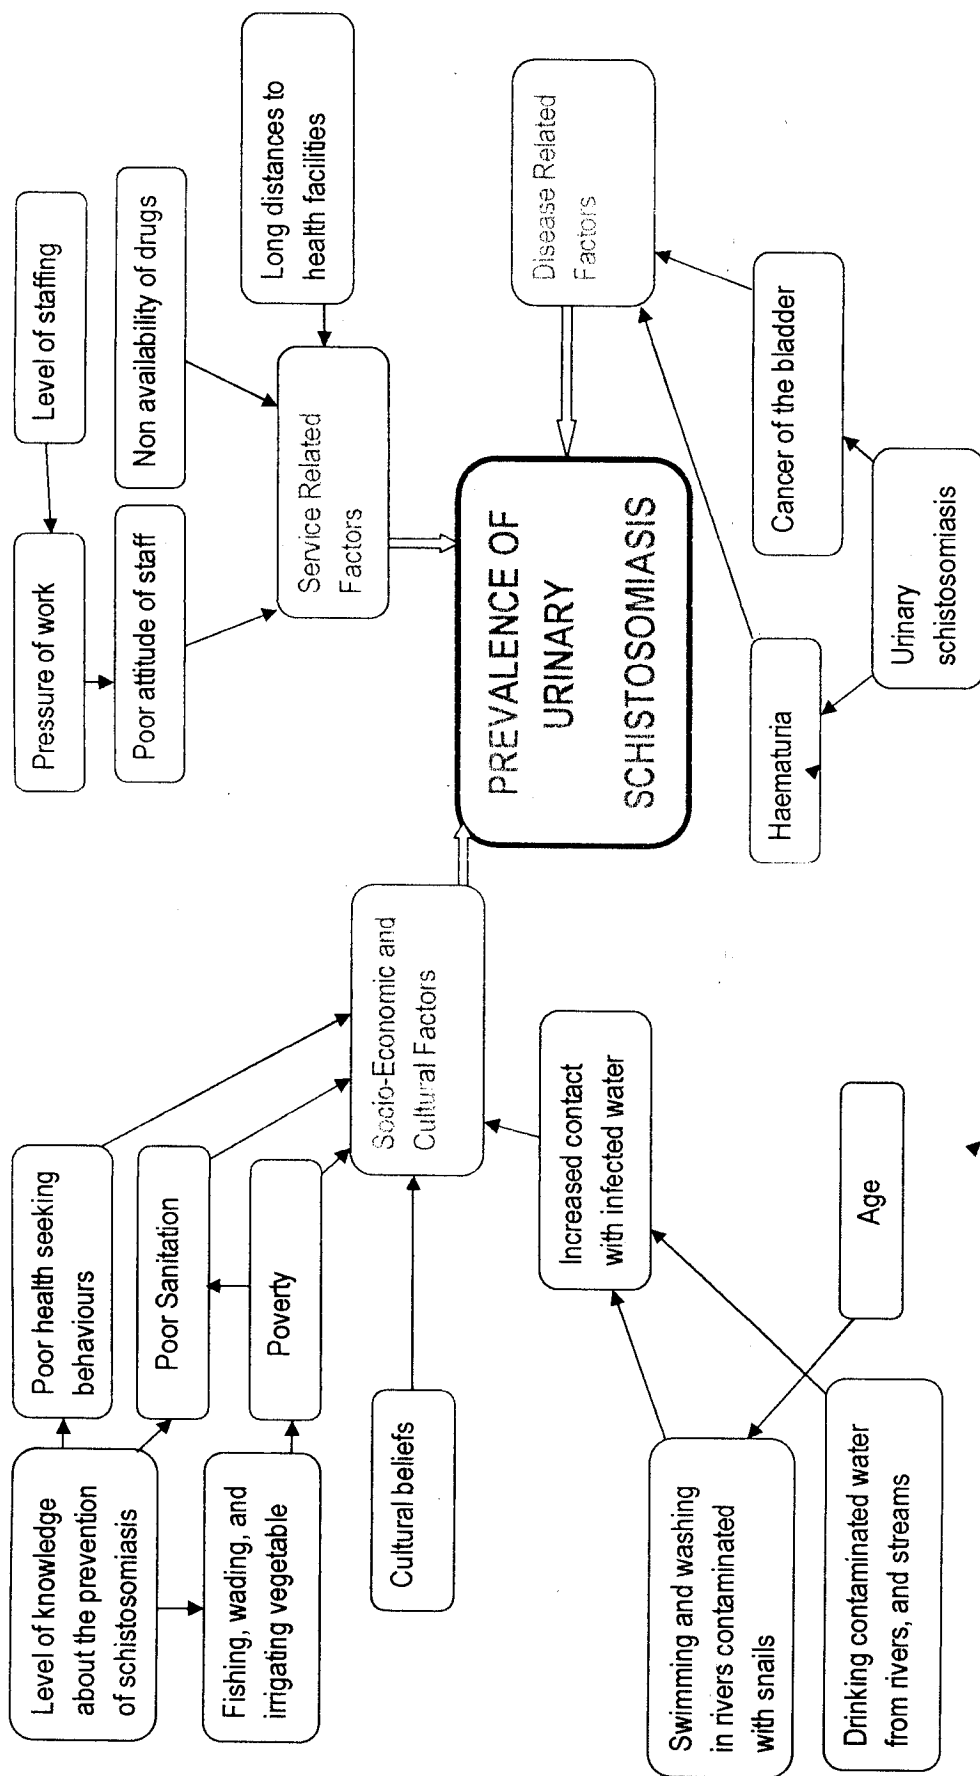 Level of knowledge
about the prevention
of schistosomiasis
Poor health seeking
behaviours
Pressure of work
Level of staffing
Poor Sanitation
Poor attitude of staff
Non availability of drugs
Fishing, wading, and
irrigating vegetable
Poverty
Service Related
Factors
Long distances to
health facilities
Cultural beliefs
Socio-Economic and
Cultural Factors
PREVALENCE OF
URINARY
SCHISTOSOMIASIS
Disease Related
Factors
Increased contact
with infected water
Swimming and washing
in rivers contaminated
with snails
Haematuria
Cancer of the bladder
Age
Drinking contaminated water
from rivers, and streams
Urinary
schistosomiasis